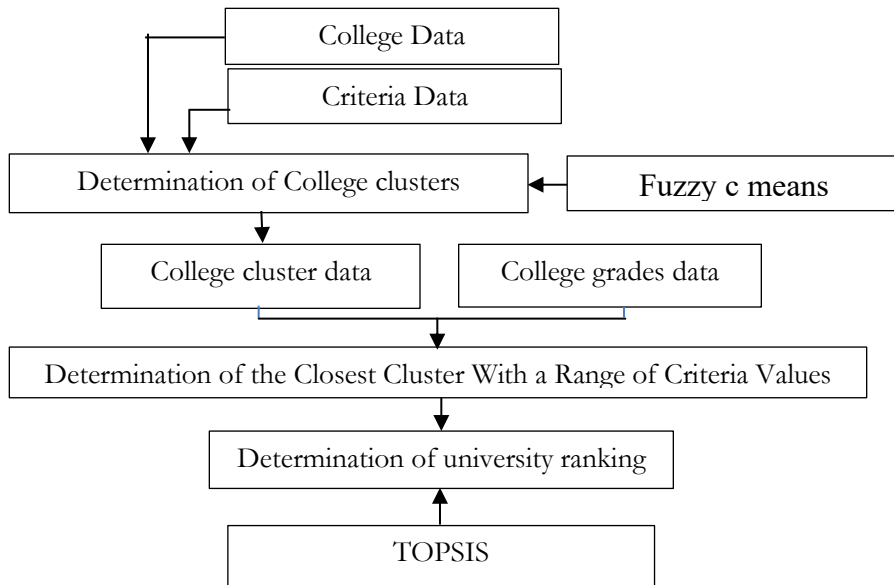 College Data
Criteria Data
Determination of College clusters
Fuzzy c means
College cluster data
College grades data
Determination of the Closest Cluster With a Range of Criteria Values
Determination of university ranking
TOPSIS